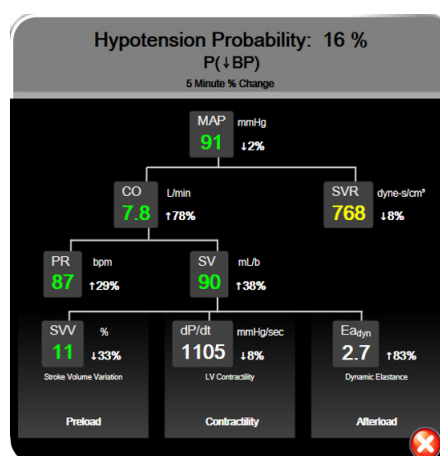 Hypotension Probability: 16 %
P(↓BP)
5 Minute % Change
MAP mmHg
91 ↓2%
CO L/min
7.8 ↑78%
SVR dyne-s/cm⁵
768 ↓8%
PR bpm
87 ↑29%
SV mL/b
90 ↑38%
SVV %
11 ↓33%
Stroke Volume Variation
Preload
dP/dt mmHg/sec
1105 ↓8%
LV Contractility
Contractility
Eadyn
2.7 ↑83%
Dynamic Elastance
Afterload